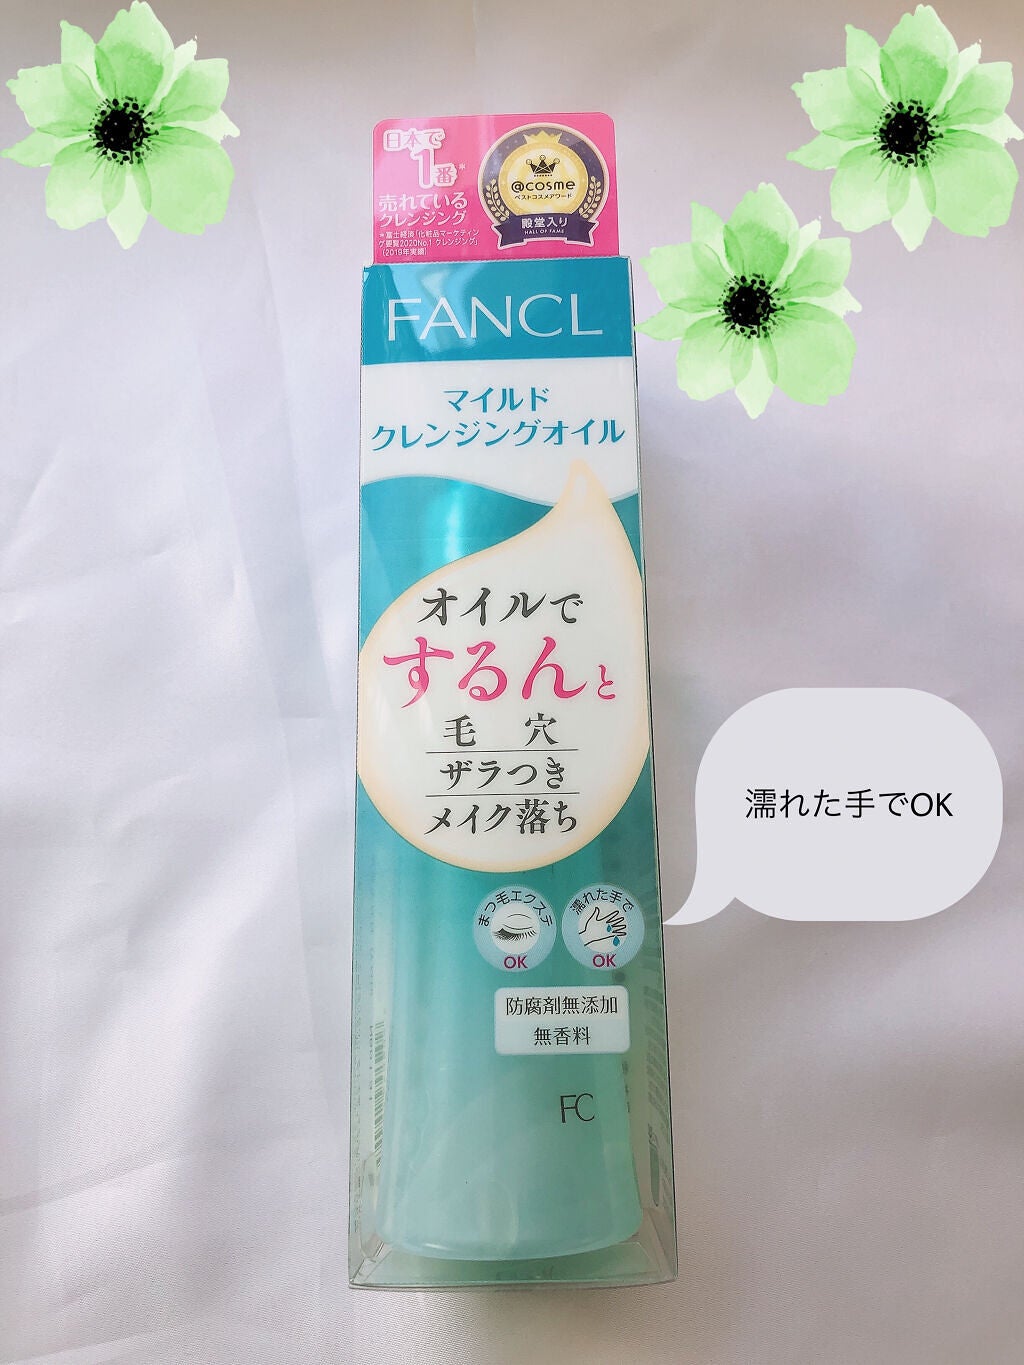 日本で
1番*
売れている
クレンジング
*富士経済「化粧品マーケティン
グ要覧2020No.1 クレンジング」
(2019年実績)
@cosme
ベストコスメアワード
殿堂入り
HALL OF FAME
FANCL
マイルド
クレンジングオイル
オイルで
するんと
毛 穴
ザラつき
メイク落ち
まつ毛エクステ
OK
濡れた手で
OK
濡れた手でOK
防腐剤無添加
無香料
FC